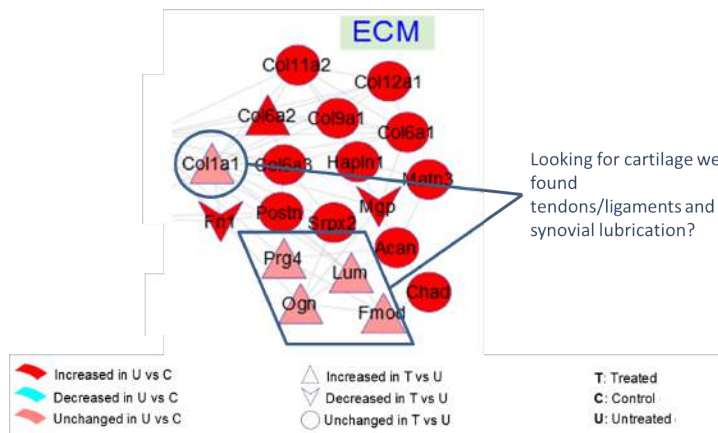 ECM
Col11a2
Col12a1
Col6a2
Col9a1
Col6a1
Col1a1
Col6a3
Hapln1
Matn3
Fn1
Postn
Srpx2
Mgp
Acan
Prg4
Lum
Chad
Ogn
Fmod
Looking for cartilage we
found
tendons/ligaments and
synovial lubrication?
Increased in U vs C
Decreased in U vs C
Unchanged in U vs C
Increased in T vs U
Decreased in T vs U
Unchanged in T vs U
T: Treated
C: Control
U: Untreated